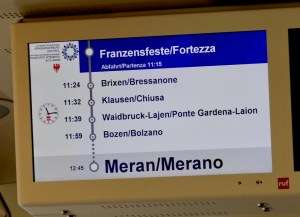 Franzensfeste/Fortezza
Abfahrt/Partenza 11:15
11:24 Brixen/Bressanone
11:32 Klausen/Chiusa
11:39 Waidbruck-Lajen/Ponte Gardena-Laion
11:59 Bozen/Bolzano
12:45 Meran/Merano
ruf